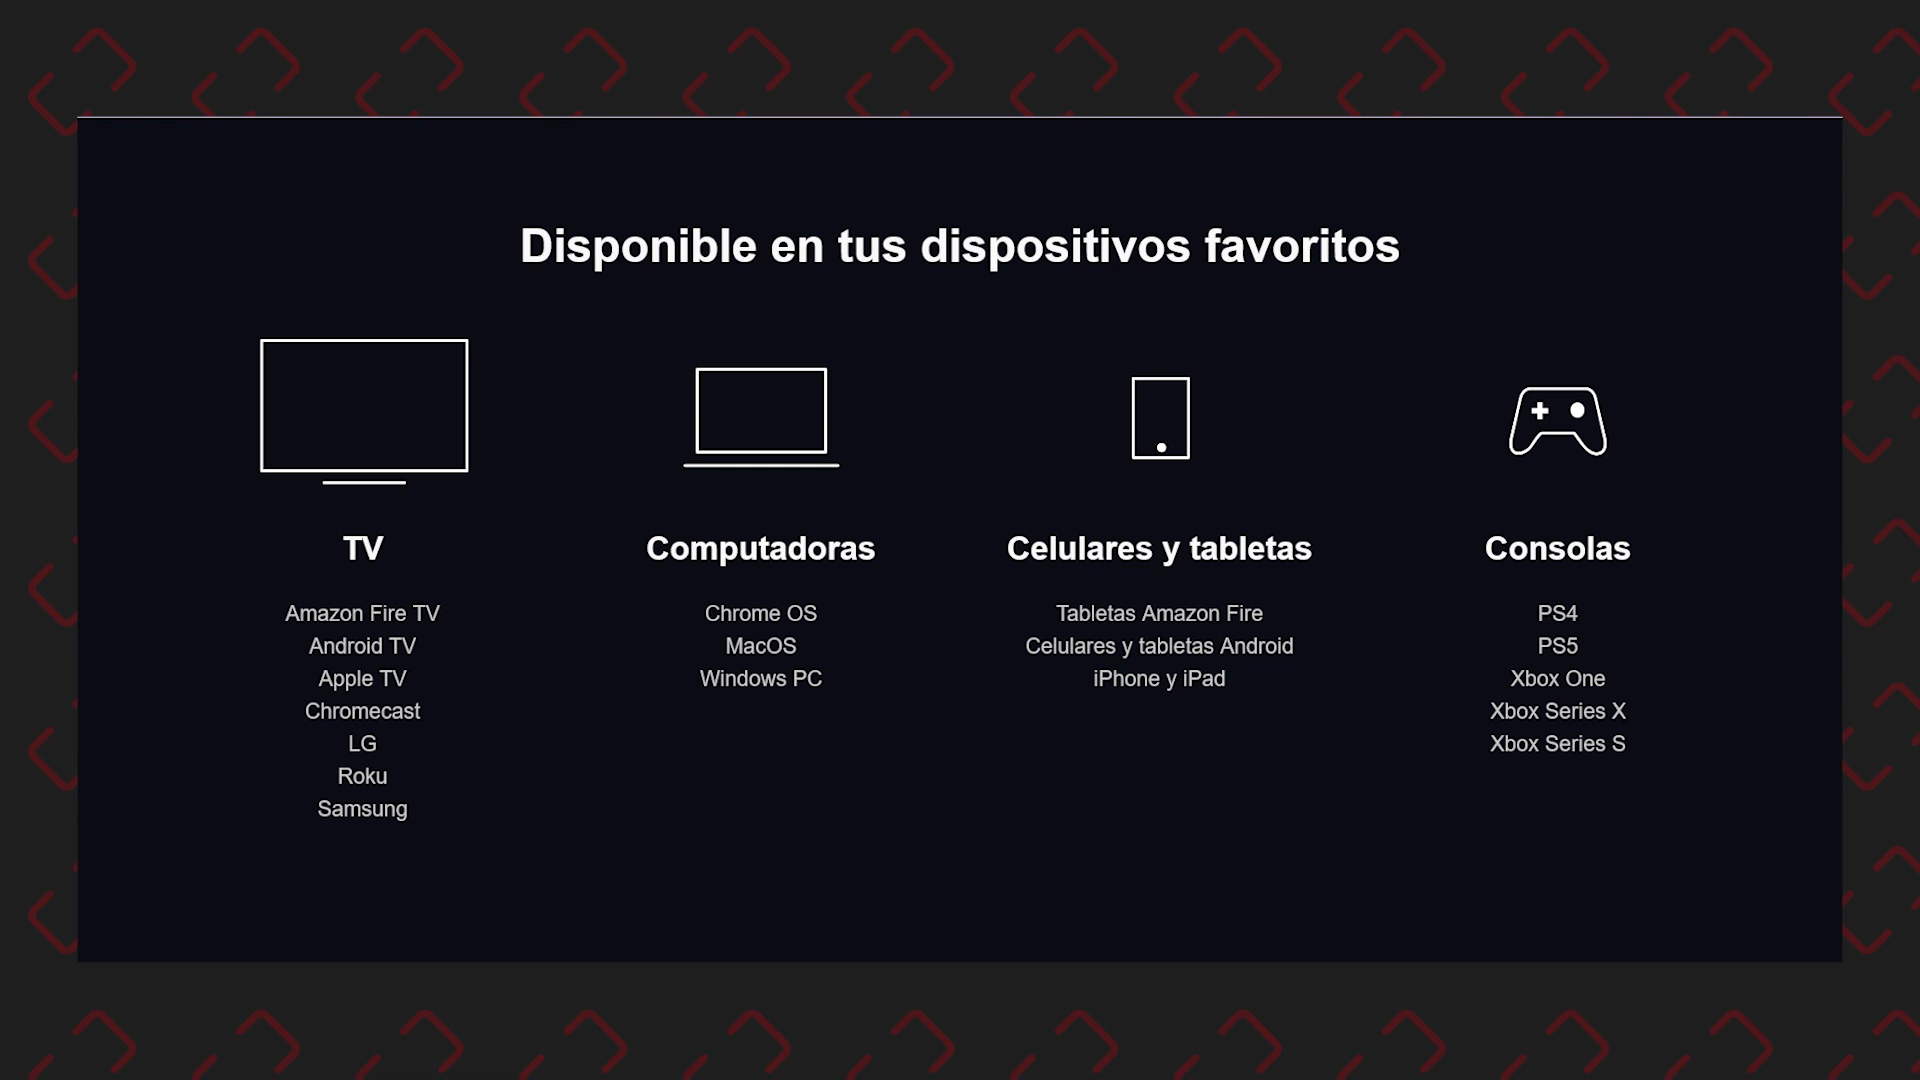 Disponible en tus dispositivos favoritos
TV
Amazon Fire TV
Android TV
Apple TV
Chromecast
LG
Roku
Samsung
Computadoras
Chrome OS
MacOS
Windows PC
Celulares y tabletas
Tabletas Amazon Fire
Celulares y tabletas Android
iPhone y iPad
Consolas
PS4
PS5
Xbox One
Xbox Series X
Xbox Series S